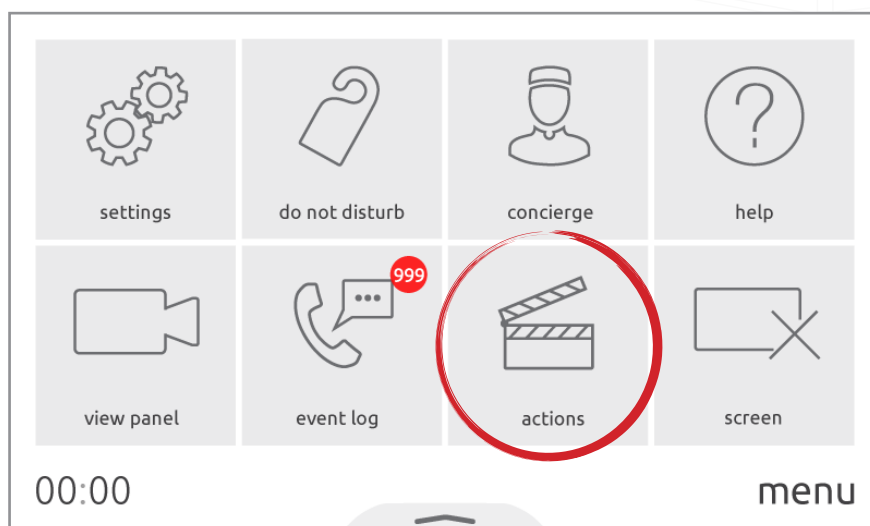 settings
do not disturb
concierge
help
999
view panel
event log
actions
screen
00:00
menu